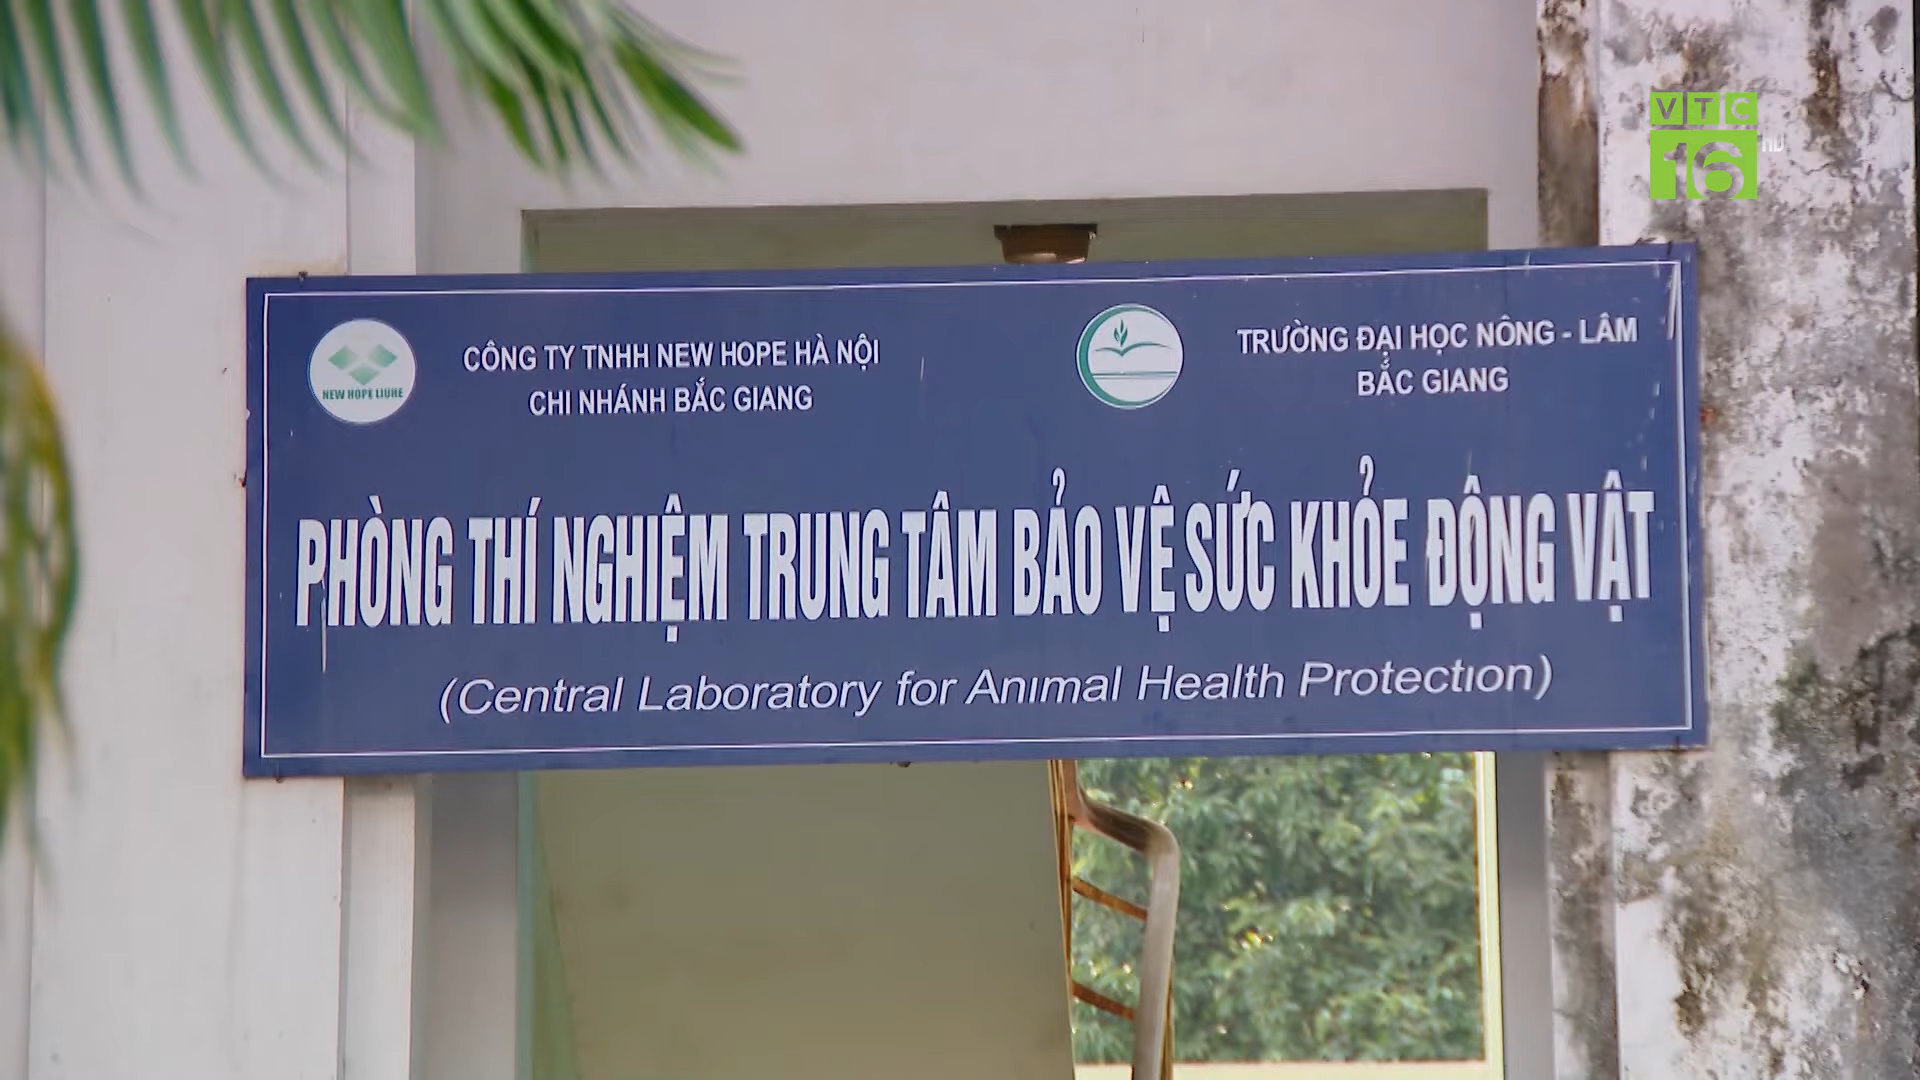 VTC
16 HD
CÔNG TY TNHH NEW HOPE HÀ NỘI
CHI NHÁNH BẮC GIANG
NEW HOPE LIUHE
TRƯỜNG ĐẠI HỌC NÔNG - LÂM
BẮC GIANG
PHÒNG THÍ NGHIỆM TRUNG TÂM BẢO VỆ SỨC KHỎE ĐỘNG VẬT
(Central Laboratory for Animal Health Protection)